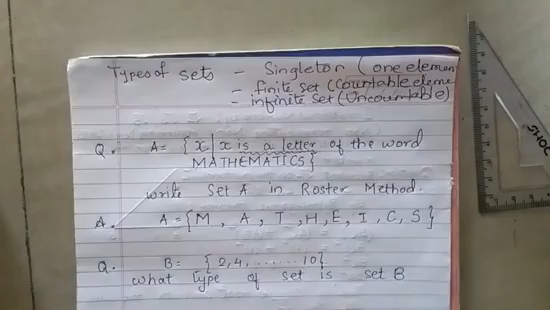 Types of sets - Singleton (one elemen
- finite set (Countable eleme
- infinite set (Uncountable)
Q. A = {x | x is a letter of the word
MATHEMATICS}
write Set A in Roster Method.
A. A = {M, A, T, H, E, I, C, S}
Q. B = {2, 4, ....... 10}
what type of set is set B